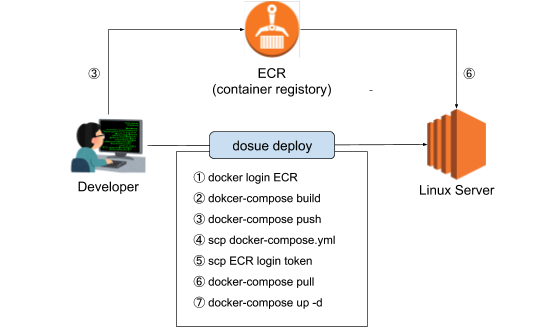 ECR
(container registory)
③
⑥
dosue deploy
Developer
Linux Server
① docker login ECR
② dokcer-compose build
③ docker-compose push
④ scp docker-compose.yml
⑤ scp ECR login token
⑥ docker-compose pull
⑦ docker-compose up -d